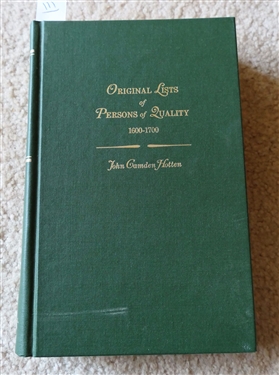 Original Lists
of
Persons of Quality
1600-1700
John Camden Hotten